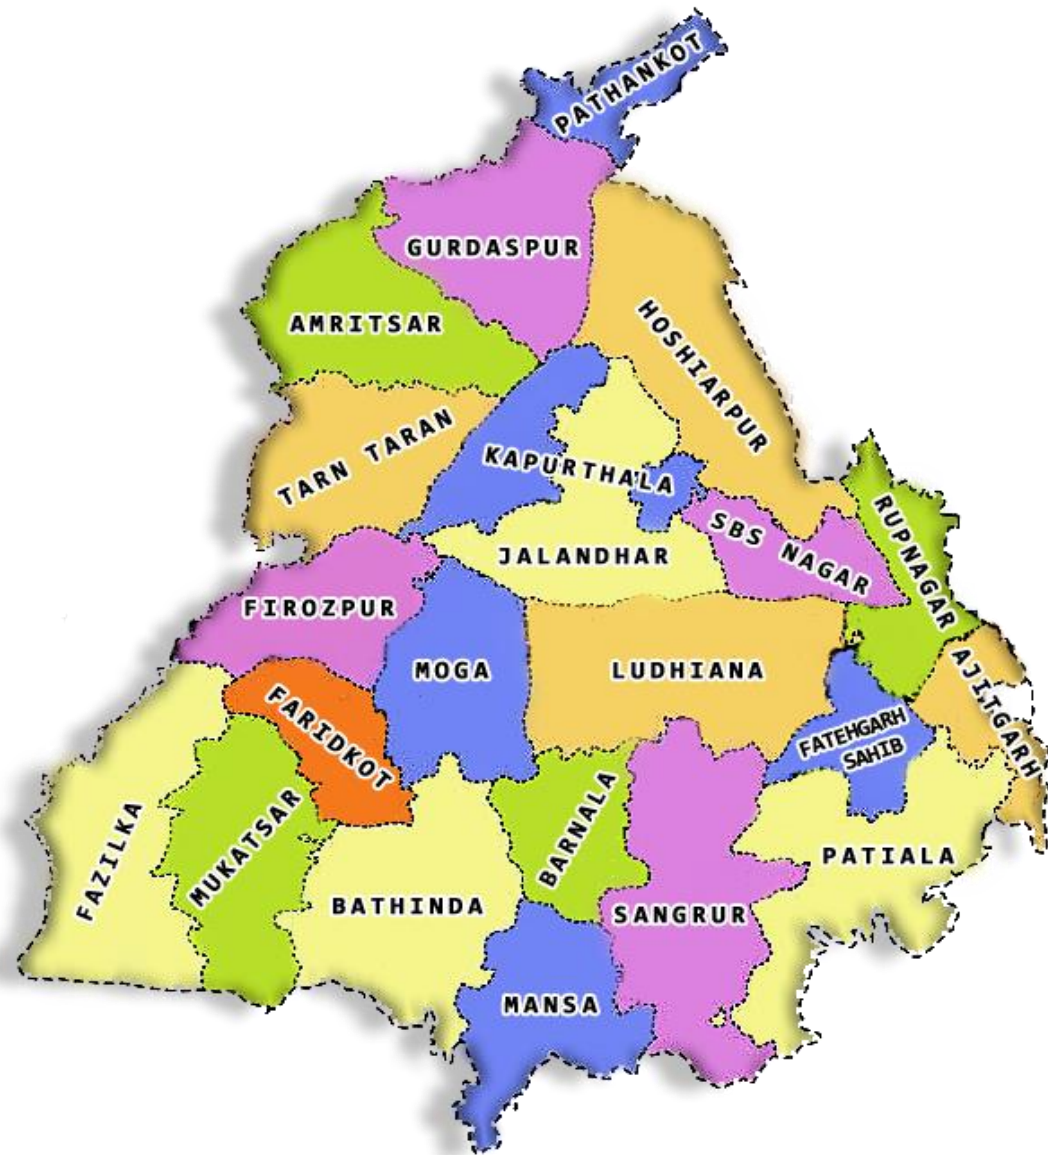 PATHANKOT
GURDASPUR
AMRITSAR
HOSHIARPUR
TARN TARAN
KAPURTHALA
SBS NAGAR
RUPNAGAR
JALANDHAR
FIROZPUR
MOGA
LUDHIANA
AJITGARH
FARIDKOT
FATEHGARH
SAHIB
FAZILKA
MUKATSAR
BARNALA
PATIALA
BATHINDA
SANGRUR
MANSA